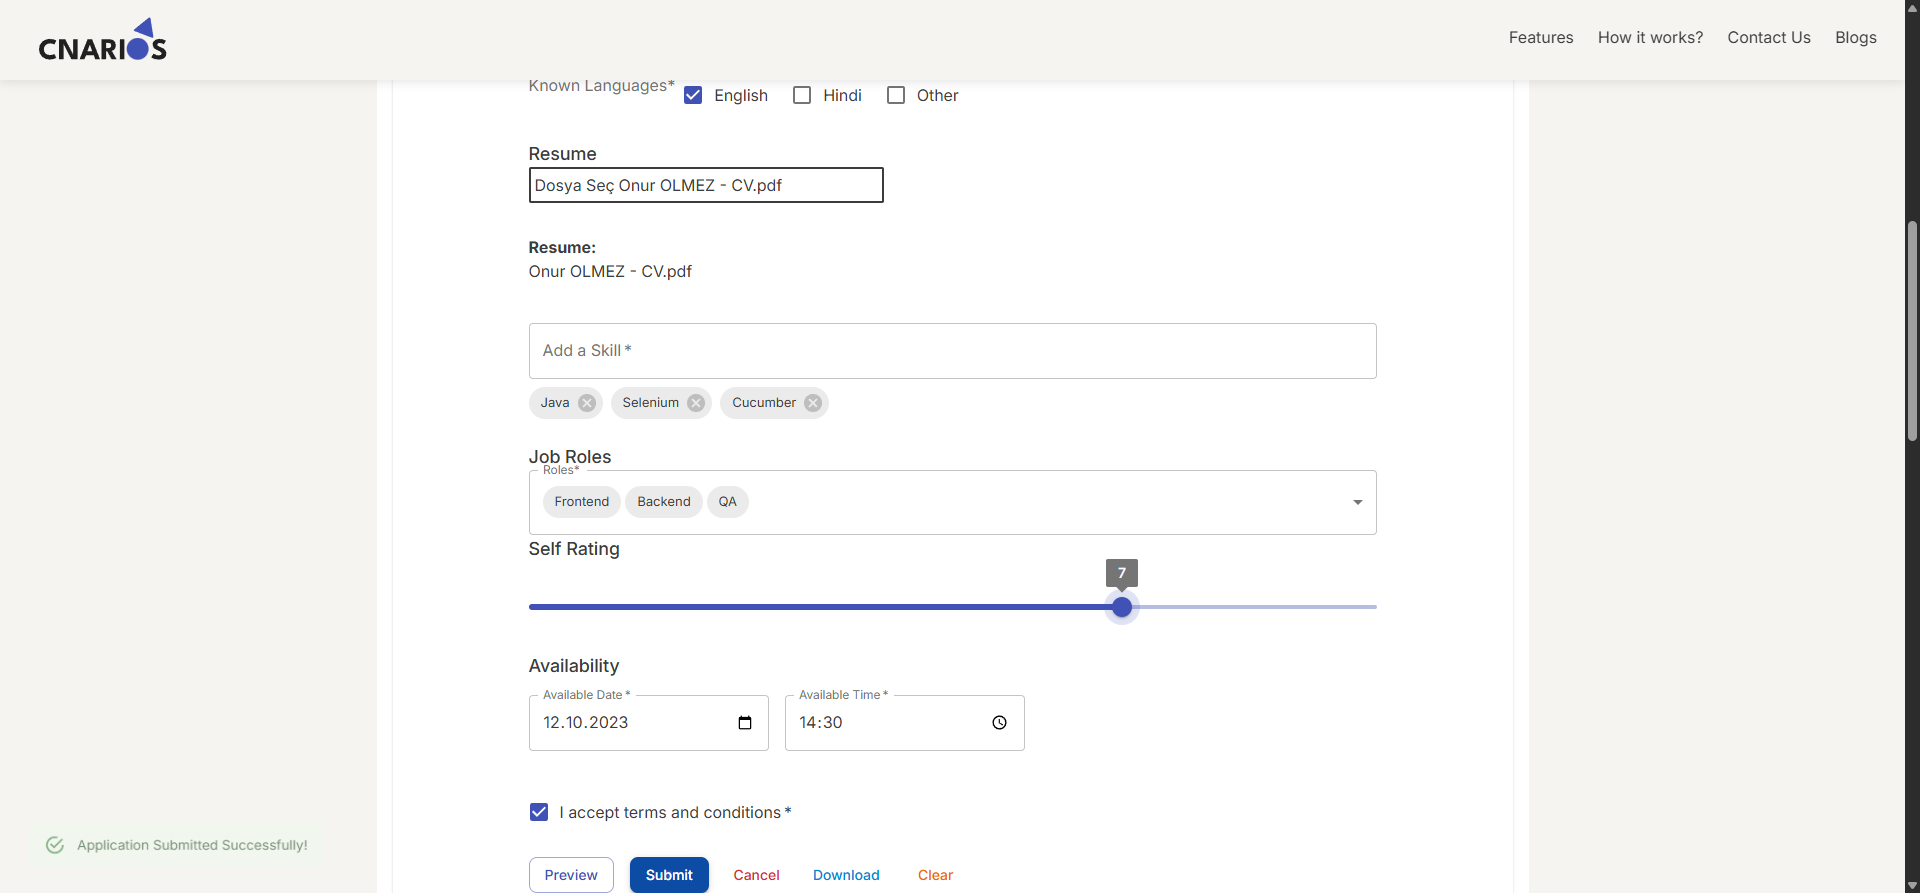 CNARIOS
Features How it works? Contact Us Blogs
Known Languages* English Hindi Other
Resume
Dosya Seç Onur OLMEZ - CV.pdf
Resume:
Onur OLMEZ - CV.pdf
Add a Skill *
Java Selenium Cucumber
Job Roles
Roles*
Frontend Backend QA
Self Rating
7
Availability
Available Date * Available Time *
12.10.2023 14:30
I accept terms and conditions *
Application Submitted Successfully!
Preview Submit Cancel Download Clear